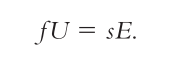 fU = sE.